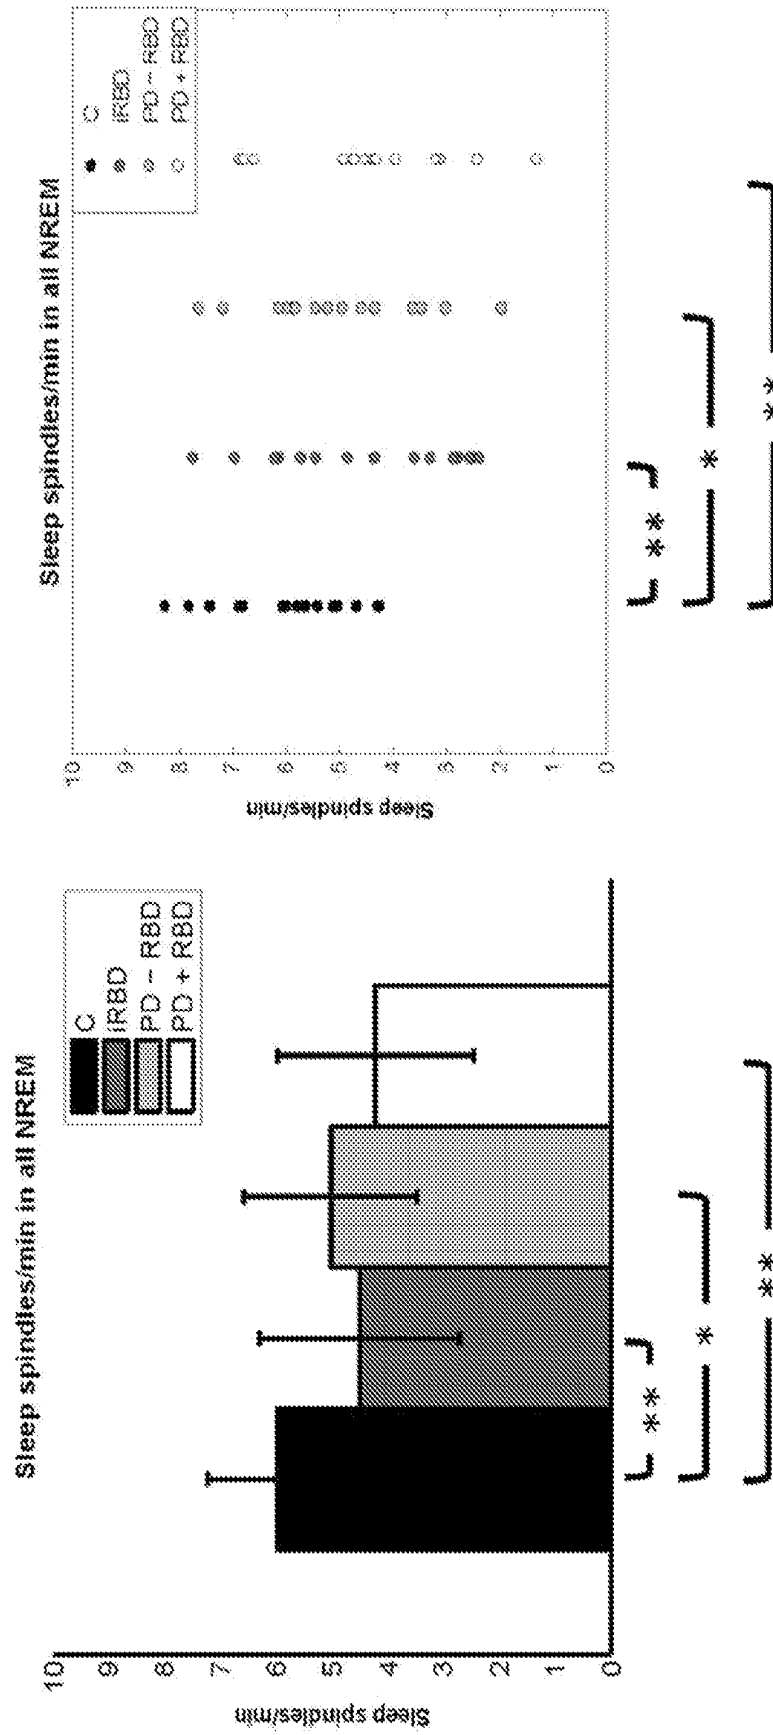 Sleep spindles/min in all NREM
C
iRBD
PD - RBD
PD + RBD
Sleep spindles/min
10
9
8
7
6
5
4
3
2
1
0
**
*
**
Sleep spindles/min in all NREM
C
iRBD
PD - RBD
PD + RBD
Sleep spindles/min
10
9
8
7
6
5
4
3
2
1
0
**
*
**